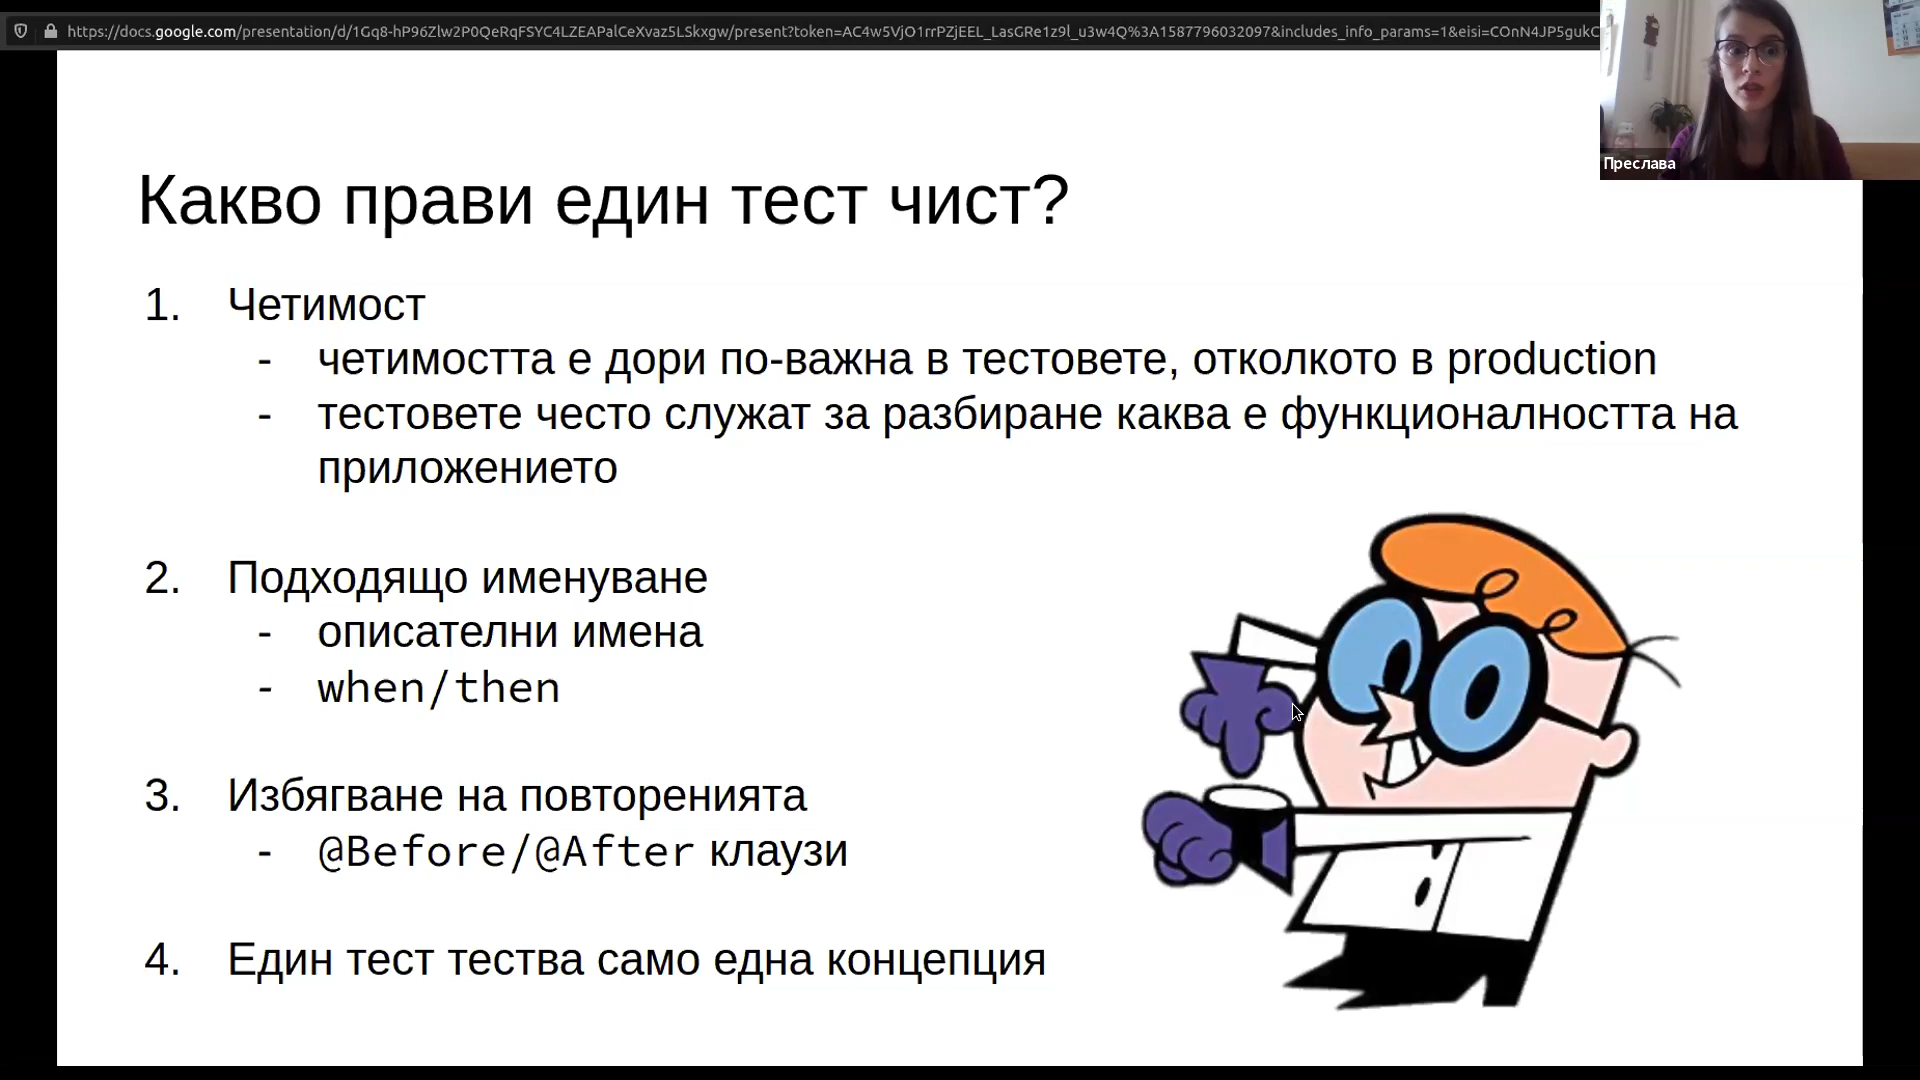 https://docs.google.com/presentation/d/1Gq8-hP96Zlw2P0QeRqFSYC4LZEAPalCeXvaz5LSkxgw/present?token=AC4w5VjO1rrPZjEEL_LasGRe1z9l_u3w4Q%3A1587796032097&includes_info_params=1&eisi=COnN4JP5gukC
Преслава
Какво прави един тест чист?
1. Четимост
- четимостта е дори по-важна в тестовете, отколкото в production
- тестовете често служат за разбиране каква е функционалността на
приложението
2. Подходящо именуване
- описателни имена
- when/then
3. Избягване на повторенията
- @Before/@After клаузи
4. Един тест тества само една концепция